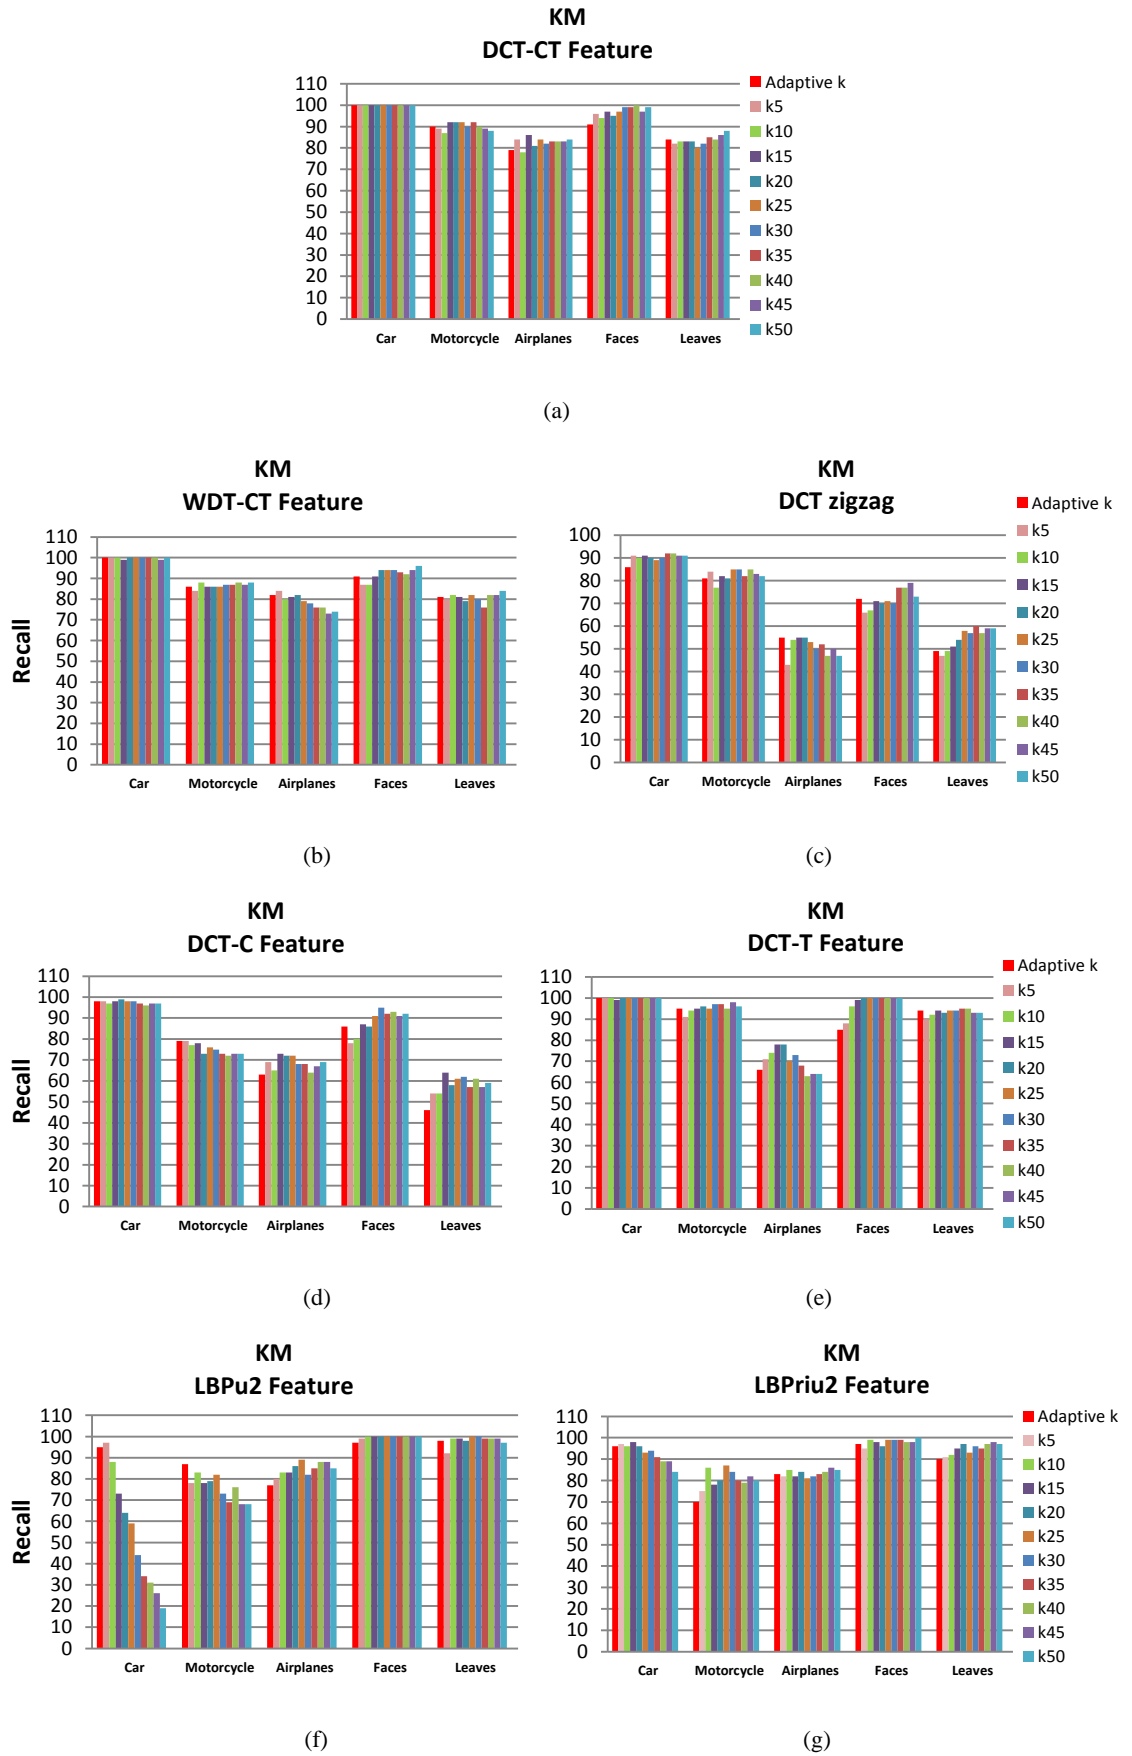 KM
DCT-CT Feature
110
100
90
80
70
60
50
40
30
20
10
0
Car Motorcycle Airplanes Faces Leaves
Adaptive k
k5
k10
k15
k20
k25
k30
k35
k40
k45
k50
(a)
KM
WDT-CT Feature
Recall
110
100
90
80
70
60
50
40
30
20
10
0
Car Motorcycle Airplanes Faces Leaves
(b)
KM
DCT zigzag
100
90
80
70
60
50
40
30
20
10
0
Car Motorcycle Airplanes Faces Leaves
Adaptive k
k5
k10
k15
k20
k25
k30
k35
k40
k45
k50
(c)
KM
DCT-C Feature
Recall
110
100
90
80
70
60
50
40
30
20
10
0
Car Motorcycle Airplanes Faces Leaves
(d)
KM
DCT-T Feature
110
100
90
80
70
60
50
40
30
20
10
0
Car Motorcycle Airplanes Faces Leaves
Adaptive k
k5
k10
k15
k20
k25
k30
k35
k40
k45
k50
(e)
KM
LBPu2 Feature
Recall
110
100
90
80
70
60
50
40
30
20
10
0
Car Motorcycle Airplanes Faces Leaves
(f)
KM
LBPriu2 Feature
110
100
90
80
70
60
50
40
30
20
10
0
Car Motorcycle Airplanes Faces Leaves
Adaptive k
k5
k10
k15
k20
k25
k30
k35
k40
k45
k50
(g)